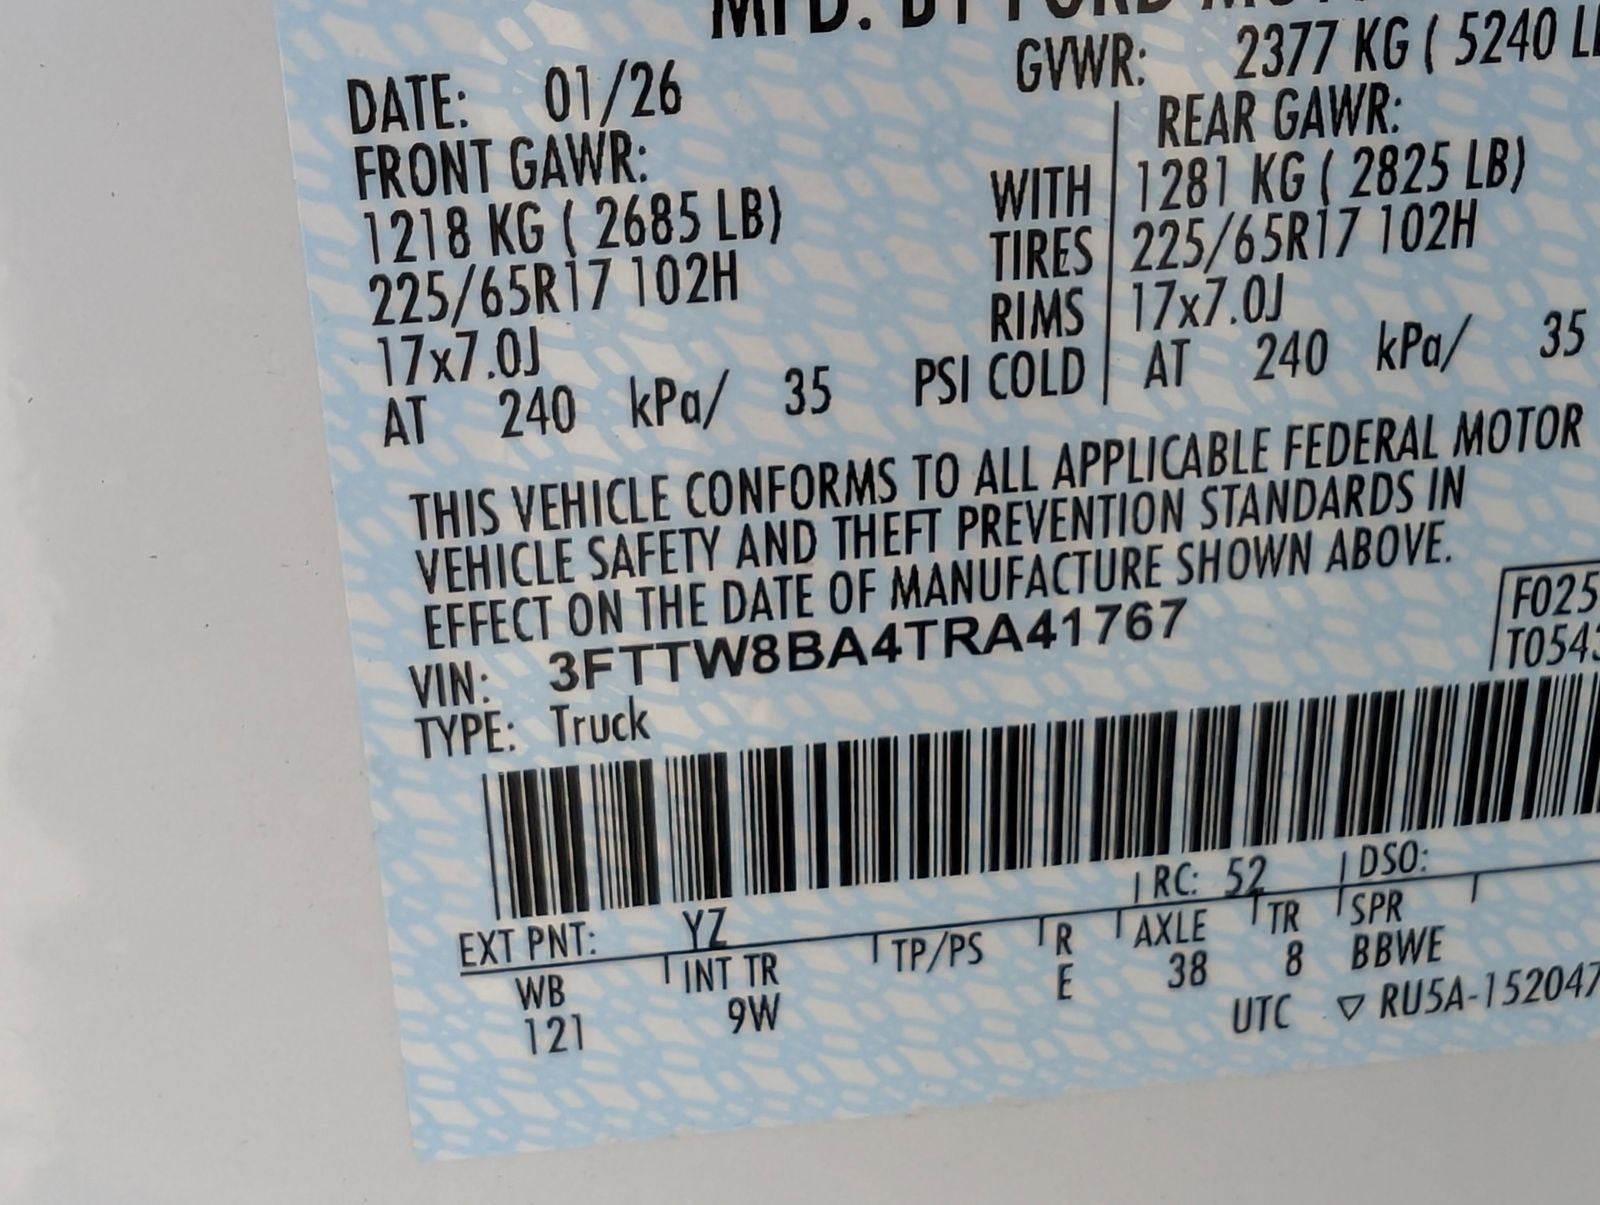 MFD. BY FORD
DATE: 01/26 GVWR: 2377 KG ( 5240
FRONT GAWR: REAR GAWR:
1218 KG ( 2685 LB) WITH 1281 KG ( 2825 LB)
225/65R17 102H TIRES 225/65R17 102H
17x7.0J RIMS 17x7.0J
AT 240 kPa/ 35 PSI COLD AT 240 kPa/ 35
THIS VEHICLE CONFORMS TO ALL APPLICABLE FEDERAL MOTOR
VEHICLE SAFETY AND THEFT PREVENTION STANDARDS IN
EFFECT ON THE DATE OF MANUFACTURE SHOWN ABOVE.
VIN: 3FTTW8BA4TRA41767 F025
TYPE: Truck T054
RC: 52 DSO:
EXT PNT: YZ
WB INT TR TP/PS R AXLE TR SPR
121 9W E 38 8 BBWE
UTC ▽ RU5A-152047